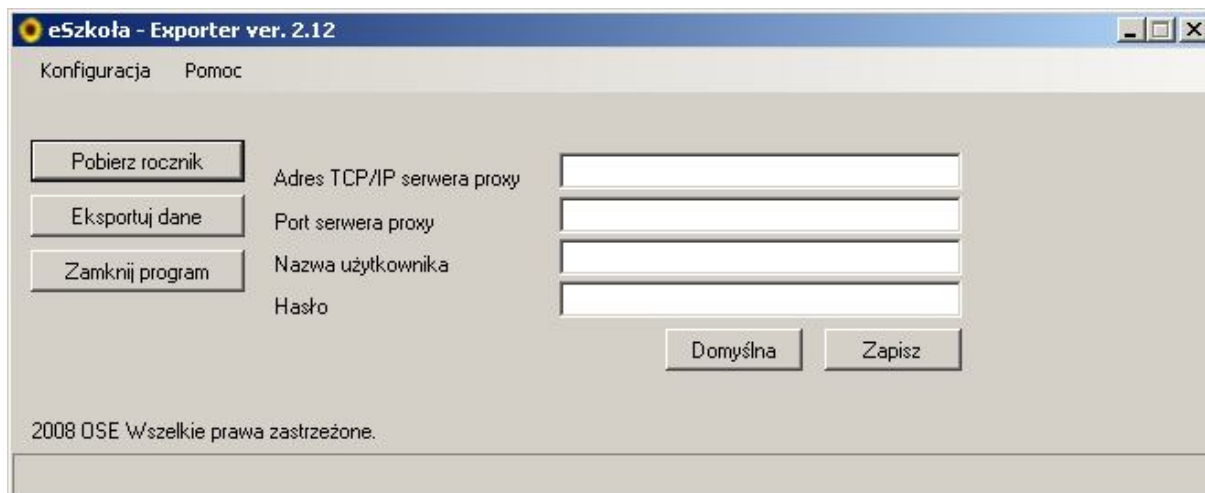 eSzkoła - Exporter ver. 2.12
Konfiguracja Pomoc
Pobierz rocznik
Eksportuj dane
Zamknij program
Adres TCP/IP serwera proxy
Port serwera proxy
Nazwa użytkownika
Hasło
Domyślna Zapisz
2008 OSE Wszelkie prawa zastrzeżone.